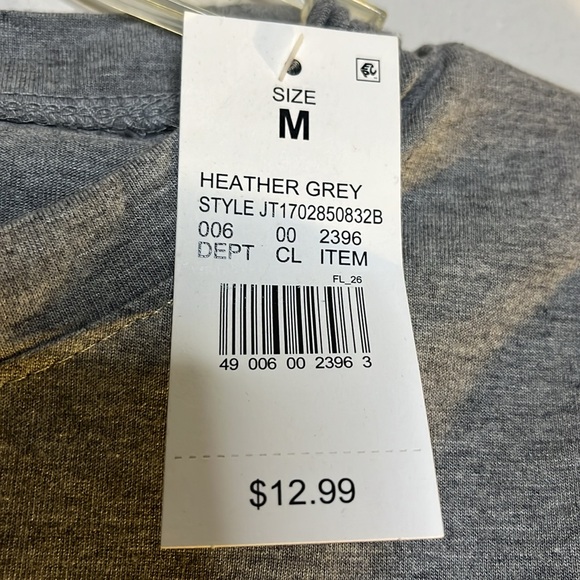 SIZE
M
HEATHER GREY
STYLE JT1702850832B
006 00 2396
DEPT CL ITEM
FL_26
49 006 00 2396 3
$12.99